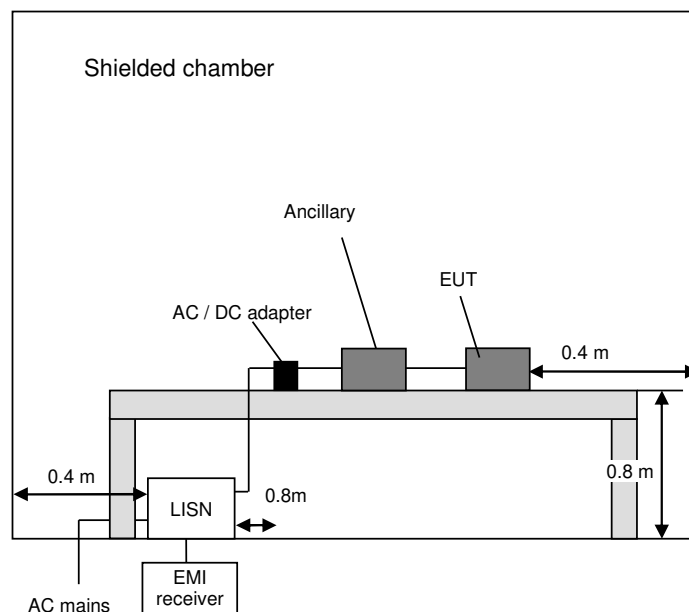 Shielded chamber
Ancillary
EUT
AC / DC adapter
0.4 m
0.4 m
0.8 m
LISN
0.8m
AC mains
EMI
receiver